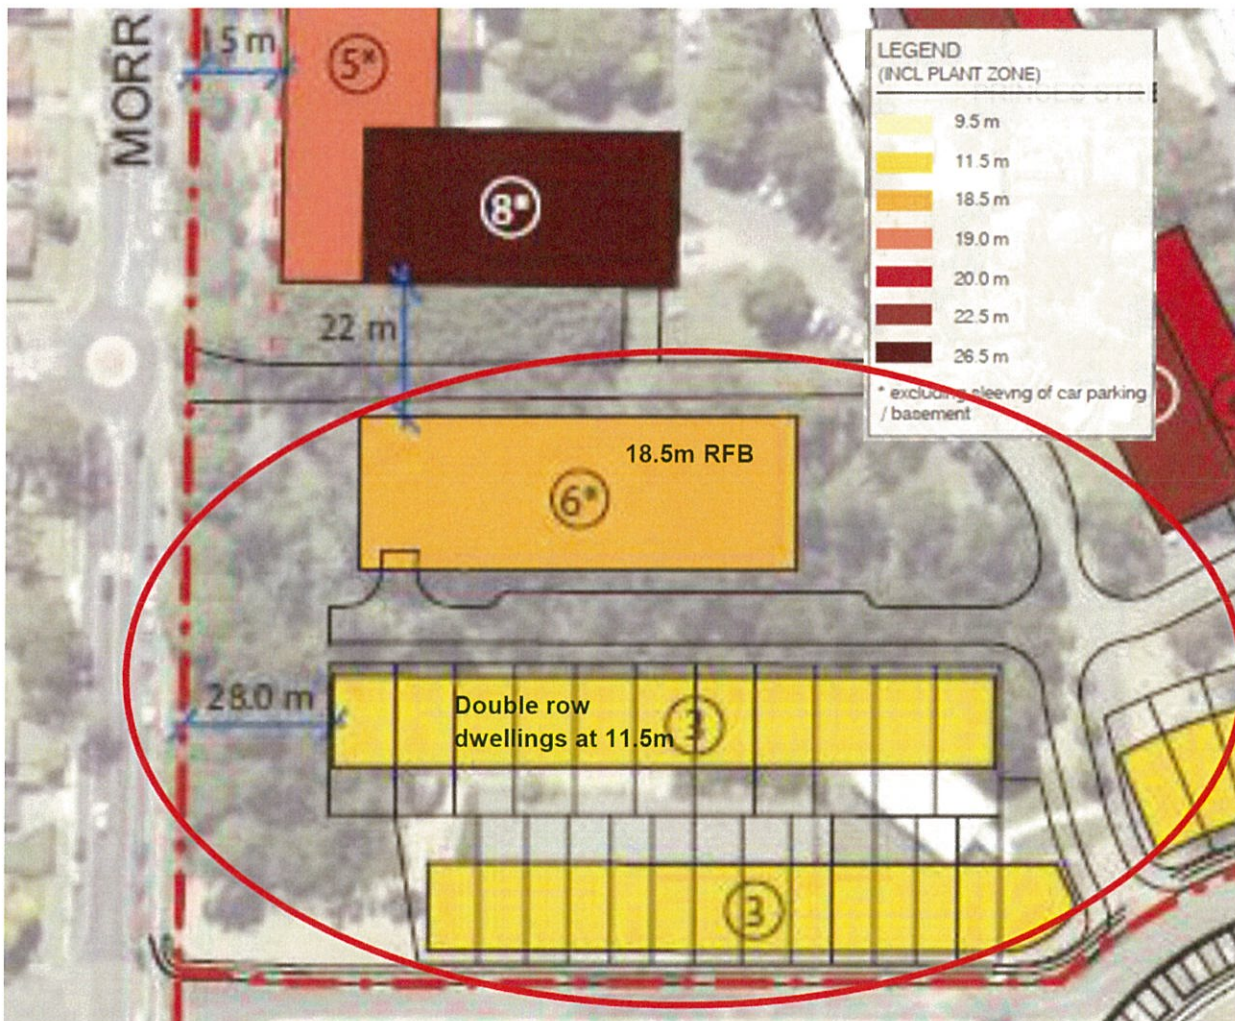 MORR
15 m
5*
8*
22 m
LEGEND
(INCL PLANT ZONE)
9.5 m
11.5 m
18.5 m
19.0 m
20.0 m
22.5 m
26.5 m
* excluding sleevng of car parking
/ basement
18.5m RFB
6*
28.0 m
Double row
dwellings at 11.5m
3
3